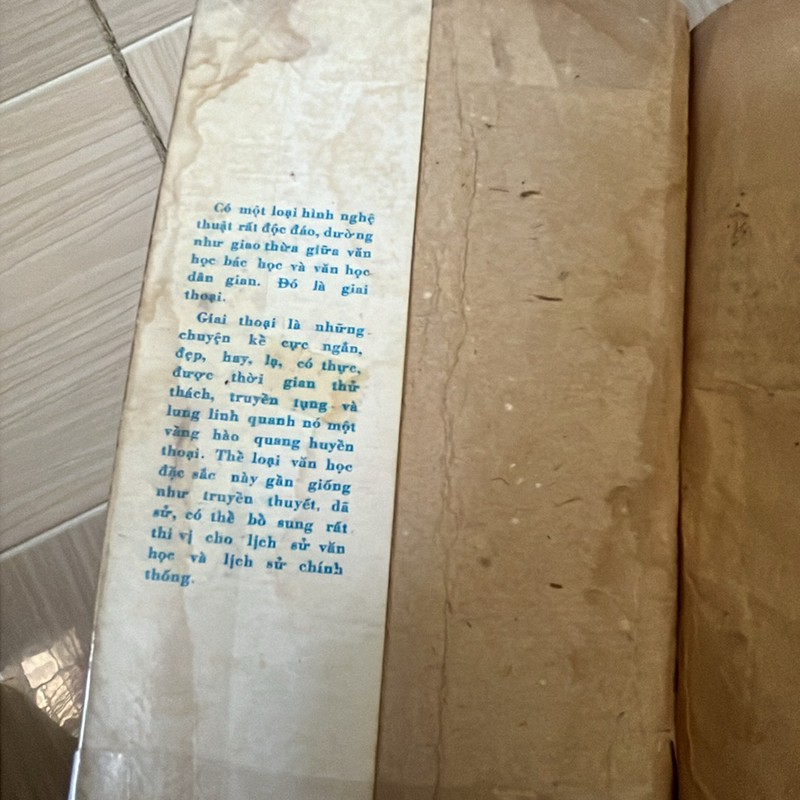 Có một loại hình nghệ
thuật rất độc đáo, dường
như giao thừa giữa văn
học bác học và văn học
dân gian. Đó là giai
thoại.
Giai thoại là những
chuyện kể cực ngắn,
đẹp, hay, lạ, có thực,
được thời gian thử
thách, truyền tụng và
lung linh quanh nó một
vầng hào quang huyền
thoại. Thể loại văn học
đặc sắc này gần giống
như truyền thuyết, dã
sử, có thể bổ sung rất
thi vị cho lịch sử văn
học và lịch sử chính
thống.